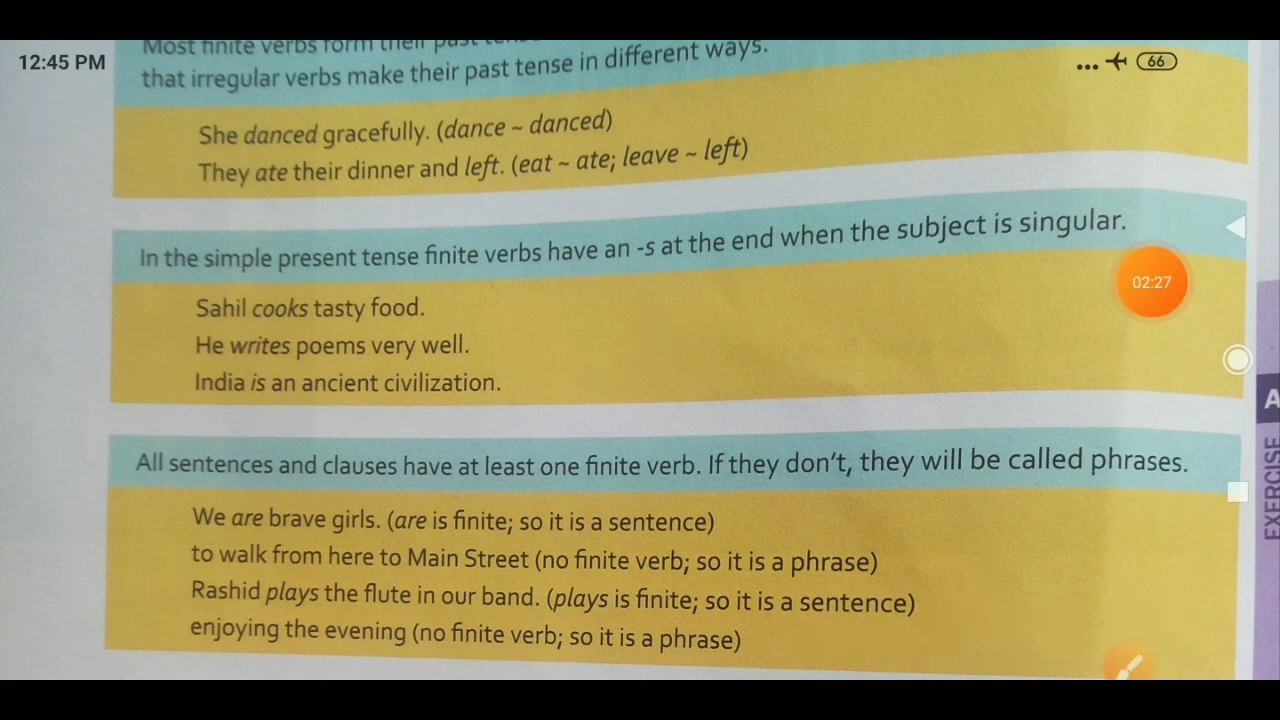 12:45 PM
66
Most finite verbs form their past
that irregular verbs make their past tense in different ways.
She danced gracefully. (dance ~ danced)
They ate their dinner and left. (eat ~ ate; leave ~ left)
In the simple present tense finite verbs have an -s at the end when the subject is singular.
02:27
Sahil cooks tasty food.
He writes poems very well.
India is an ancient civilization.
A
EXERCISE
All sentences and clauses have at least one finite verb. If they don't, they will be called phrases.
We are brave girls. (are is finite; so it is a sentence)
to walk from here to Main Street (no finite verb; so it is a phrase)
Rashid plays the flute in our band. (plays is finite; so it is a sentence)
enjoying the evening (no finite verb; so it is a phrase)